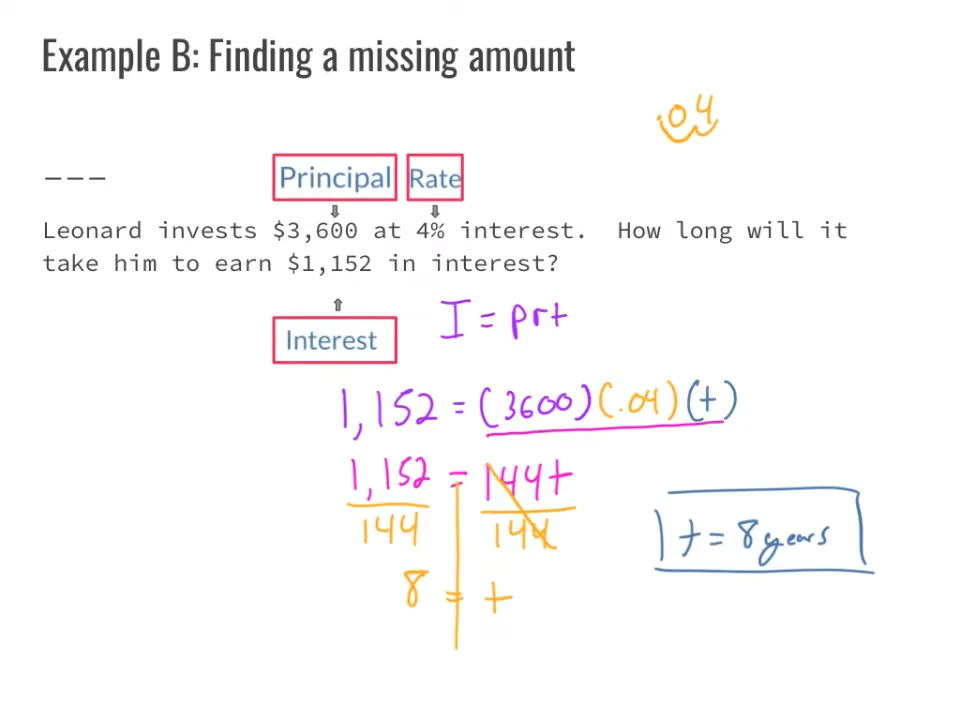 Example B: Finding a missing amount
.04
___
Principal Rate
Leonard invests $3,600 at 4% interest. How long will it
take him to earn $1,152 in interest?
Interest
I = prt
1,152 = (3600)(.04)(t)
1,152 = 144t
144 144
8 = t
t = 8 years